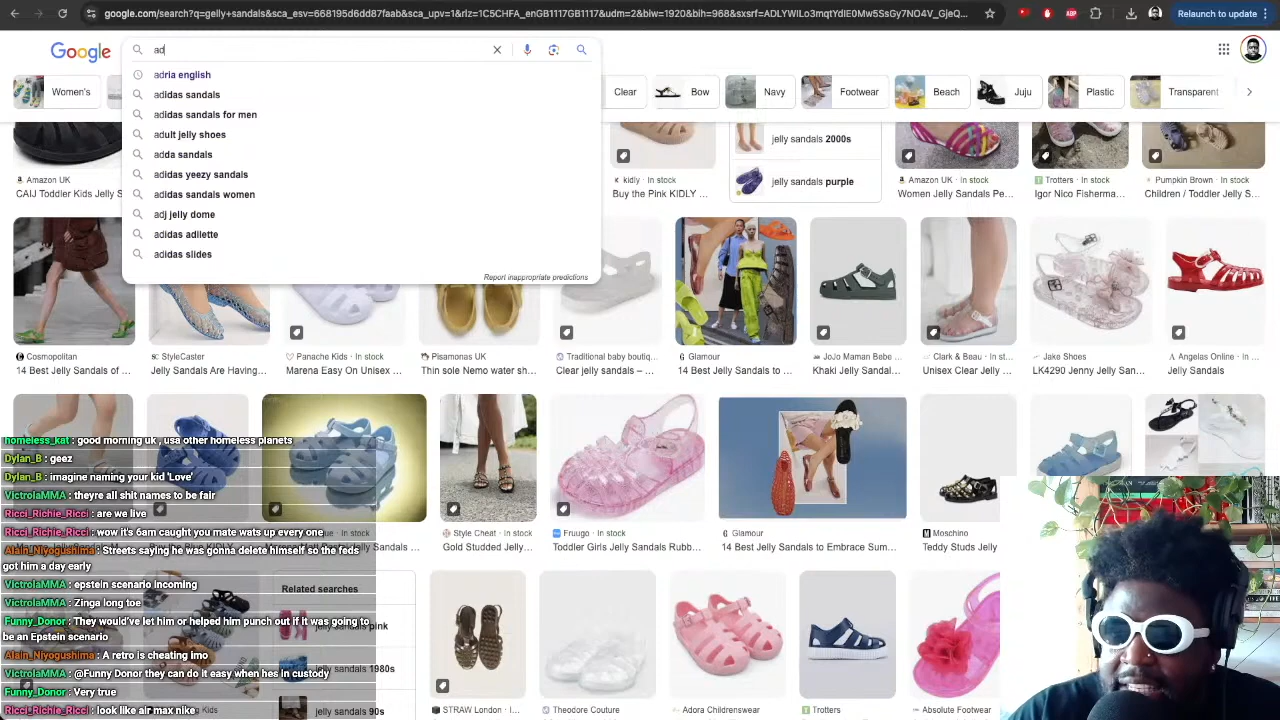 google.com/search?q=jelly+sandals&sca_esv=668195d6dd87faab&sca_upv=1&rlz=1C5CHFA_enGB1117GB1117&udm=2&biw=1920&bih=968&sxsrf=ADLYWILo3mqtYdlE0Mw5SsGy7NO4V_GjeQ...
Relaunch to update
Google
ad
adria english
adidas sandals
adidas sandals for men
adult jelly shoes
adda sandals
adidas yeezy sandals
adidas sandals women
adj jelly dome
adidas adilette
adidas slides
Report inappropriate predictions
Women's
Clear
Bow
Navy
Footwear
Beach
Juju
Plastic
Transparent
jelly sandals 2000s
jelly sandals purple
Amazon UK
CAIJ Toddler Kids Jelly S
kidly · In stock
Buy the Pink KIDLY ...
Amazon UK · In stock
Women Jelly Sandals Pe...
Trotters · In stock
Igor Nico Fisherma...
Pumpkin Brown · In stock
Children / Toddler Jelly S...
Cosmopolitan
14 Best Jelly Sandals of ...
StyleCaster
Jelly Sandals Are Having...
Panache Kids · In stock
Marena Easy On Unisex ...
Pisamonas UK
Thin sole Nemo water sh...
Traditional baby boutiq...
Clear jelly sandals – ...
Glamour
14 Best Jelly Sandals to ...
JoJo Maman Bebe ...
Khaki Jelly Sandal...
Clark & Beau · In st...
Unisex Clear Jelly ...
Jake Shoes
LK4290 Jenny Jelly San...
Angelas Online · In ...
Jelly Sandals
Style Cheat · In stock
Gold Studded Jelly...
Fruugo · In stock
Toddler Girls Jelly Sandals Rubb...
Glamour
14 Best Jelly Sandals to Embrace Sum...
Moschino
Teddy Studs Jelly
Related searches
jelly sandals pink
jelly sandals 1980s
jelly sandals 90s
STRAW London · I...
Theodore Couture
Adora Childrenswear
Trotters
Absolute Footwear
homeless_kat : good morning uk , usa other homeless planets
Dylan_B : geez
Dylan_B : imagine naming your kid 'Love'
VictrolaMMA : theyre all shit names to be fair
Ricci_Richie_Ricci : are we live
Ricci_Richie_Ricci : wow it's 6am caught you mate wats up every one
Alain_Niyogushima : Streets saying he was gonna delete himself so the feds
got him a day early
VictrolaMMA : epstein scenario incoming
VictrolaMMA : Zinga long toe
Funny_Donor : They would've let him or helped him punch out if it was going to
be an Epstein scenario
Alain_Niyogushima : A retro is cheating imo
VictrolaMMA : @Funny Donor they can do it easy when hes in custody
Funny_Donor : Very true
Ricci_Richie_Ricci : look like air max nike